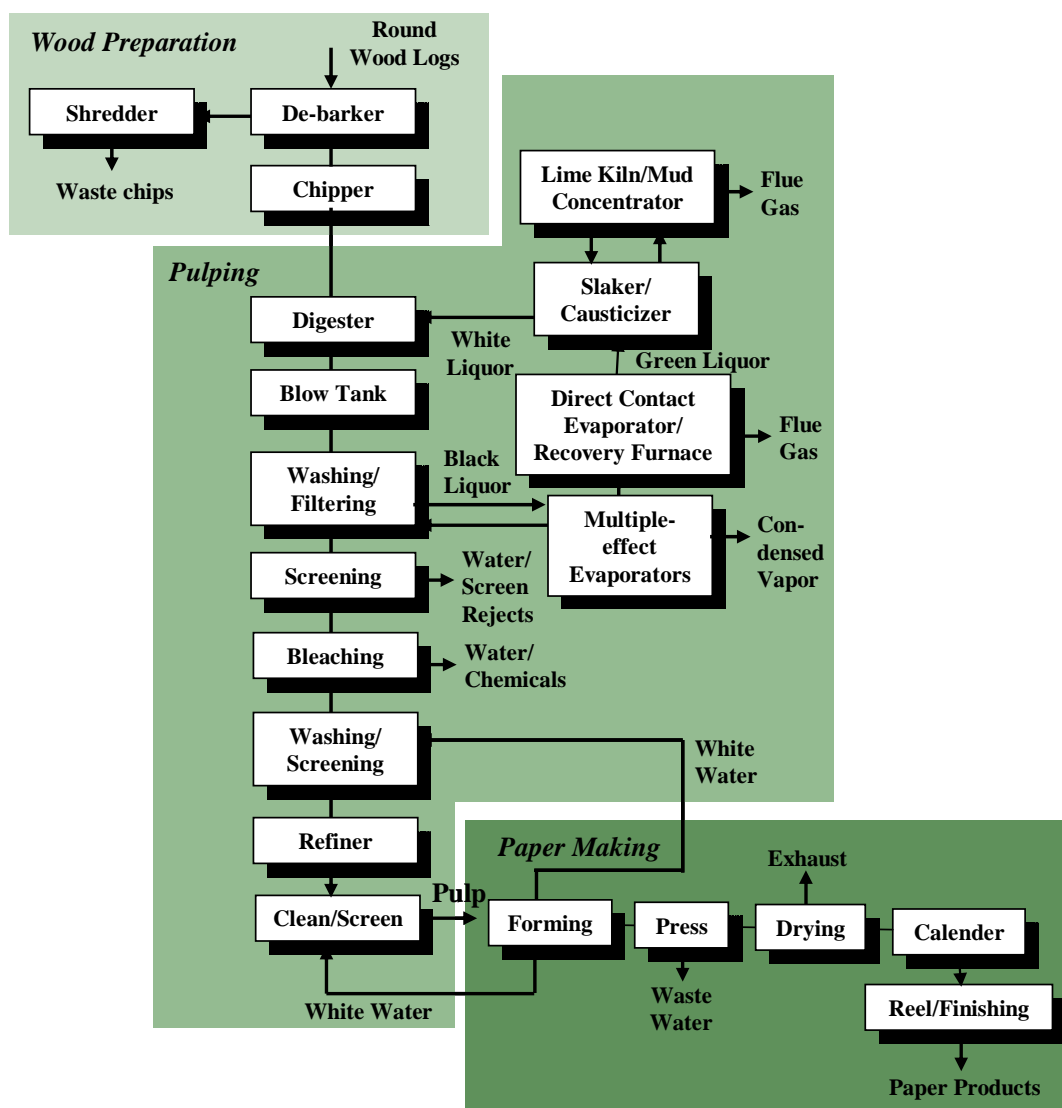 Wood Preparation
Round
Wood Logs
Shredder
De-barker
Waste chips
Chipper
Lime Kiln/Mud
Concentrator
Flue
Gas
Pulping
Slaker/
Causticizer
Digester
White
Liquor
Green Liquor
Blow Tank
Direct Contact
Evaporator/
Recovery Furnace
Flue
Gas
Washing/
Filtering
Black
Liquor
Multiple-
effect
Evaporators
Con-
densed
Vapor
Screening
Water/
Screen
Rejects
Bleaching
Water/
Chemicals
Washing/
Screening
White
Water
Refiner
Paper Making
Exhaust
Clean/Screen
Pulp
Forming
Press
Drying
Calender
White Water
Waste
Water
Reel/Finishing
Paper Products